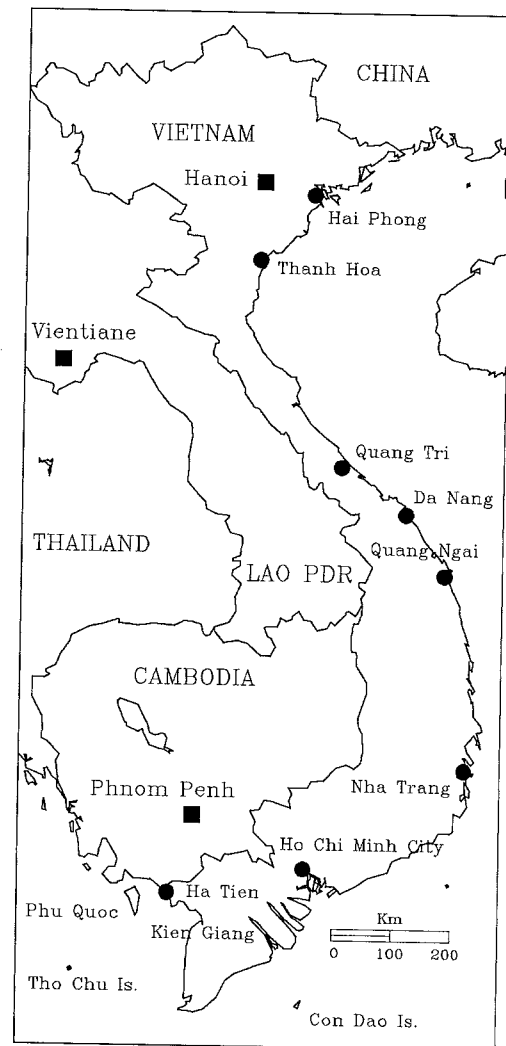 CHINA
VIETNAM
Hanoi
Hai Phong
Thanh Hoa
Vientiane
Quang Tri
Da Nang
THAILAND
Quang Ngai
LAO PDR
CAMBODIA
Phnom Penh
Nha Trang
Ho Chi Minh City
Ha Tien
Phu Quoc
Km
Kien Giang
0 100 200
Tho Chu Is.
Con Dao Is.